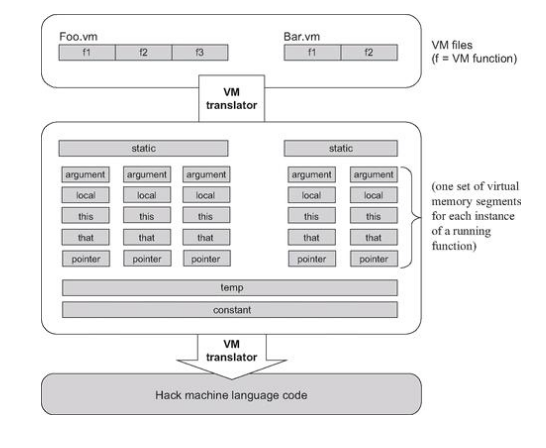 Foo.vm
f1 f2 f3
Bar.vm
f1 f2
VM files
(f = VM function)
VM
translator
static static
argument argument argument argument argument
local local local local local
this this this this this
that that that that that
pointer pointer pointer pointer pointer
(one set of virtual
memory segments
for each instance
of a running
function)
temp
constant
VM
translator
Hack machine language code